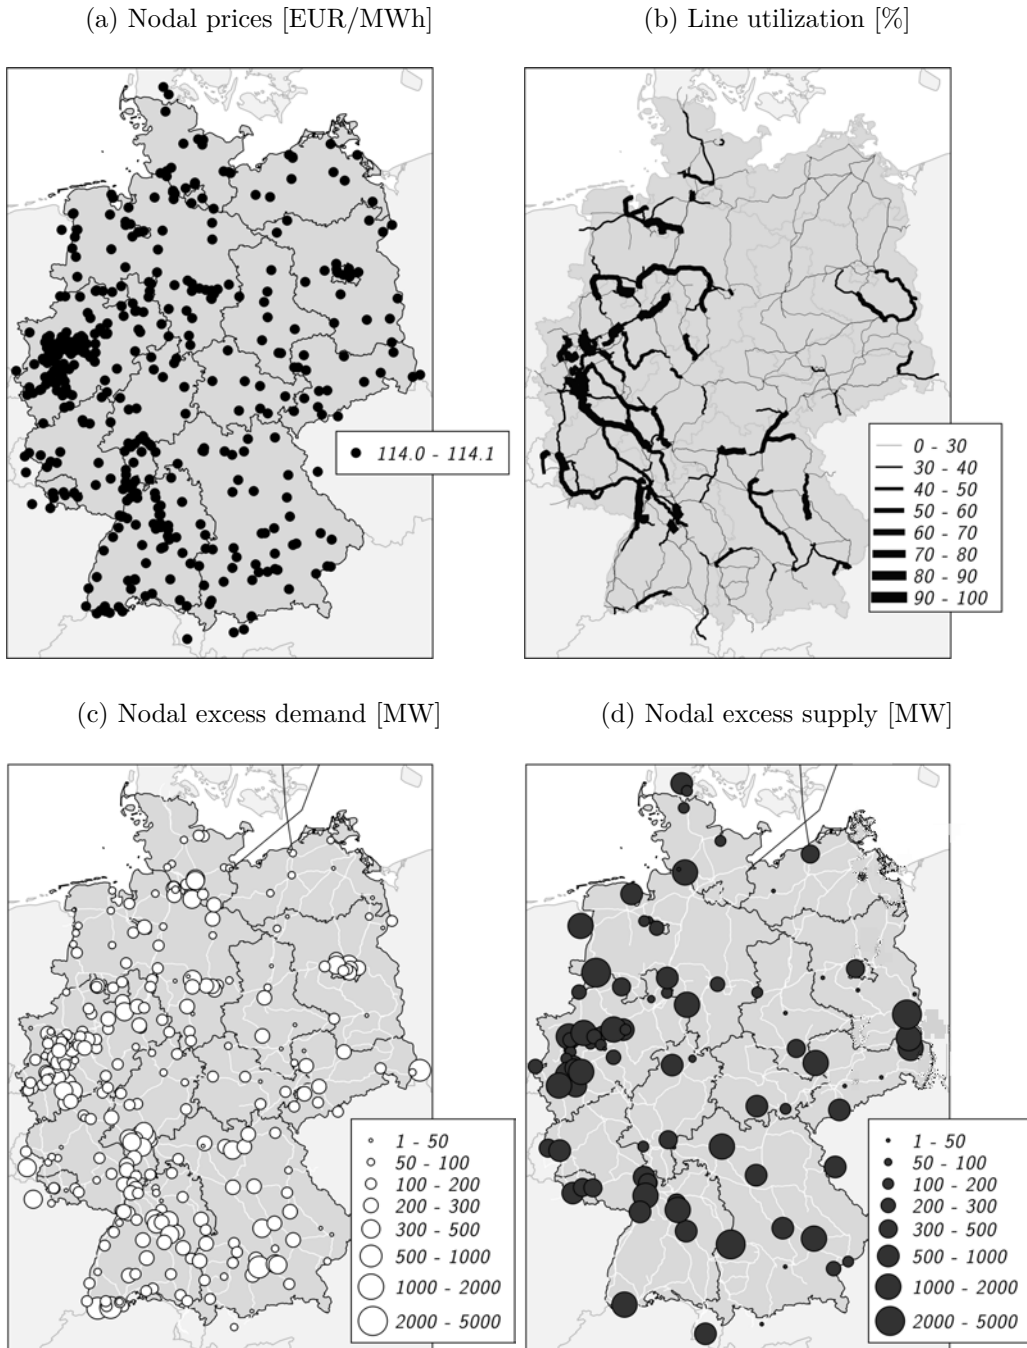 (a) Nodal prices [EUR/MWh]
(b) Line utilization [%]
114.0 - 114.1
0 - 30
30 - 40
40 - 50
50 - 60
60 - 70
70 - 80
80 - 90
90 - 100
(c) Nodal excess demand [MW]
(d) Nodal excess supply [MW]
1 - 50
50 - 100
100 - 200
200 - 300
300 - 500
500 - 1000
1000 - 2000
2000 - 5000
1 - 50
50 - 100
100 - 200
200 - 300
300 - 500
500 - 1000
1000 - 2000
2000 - 5000